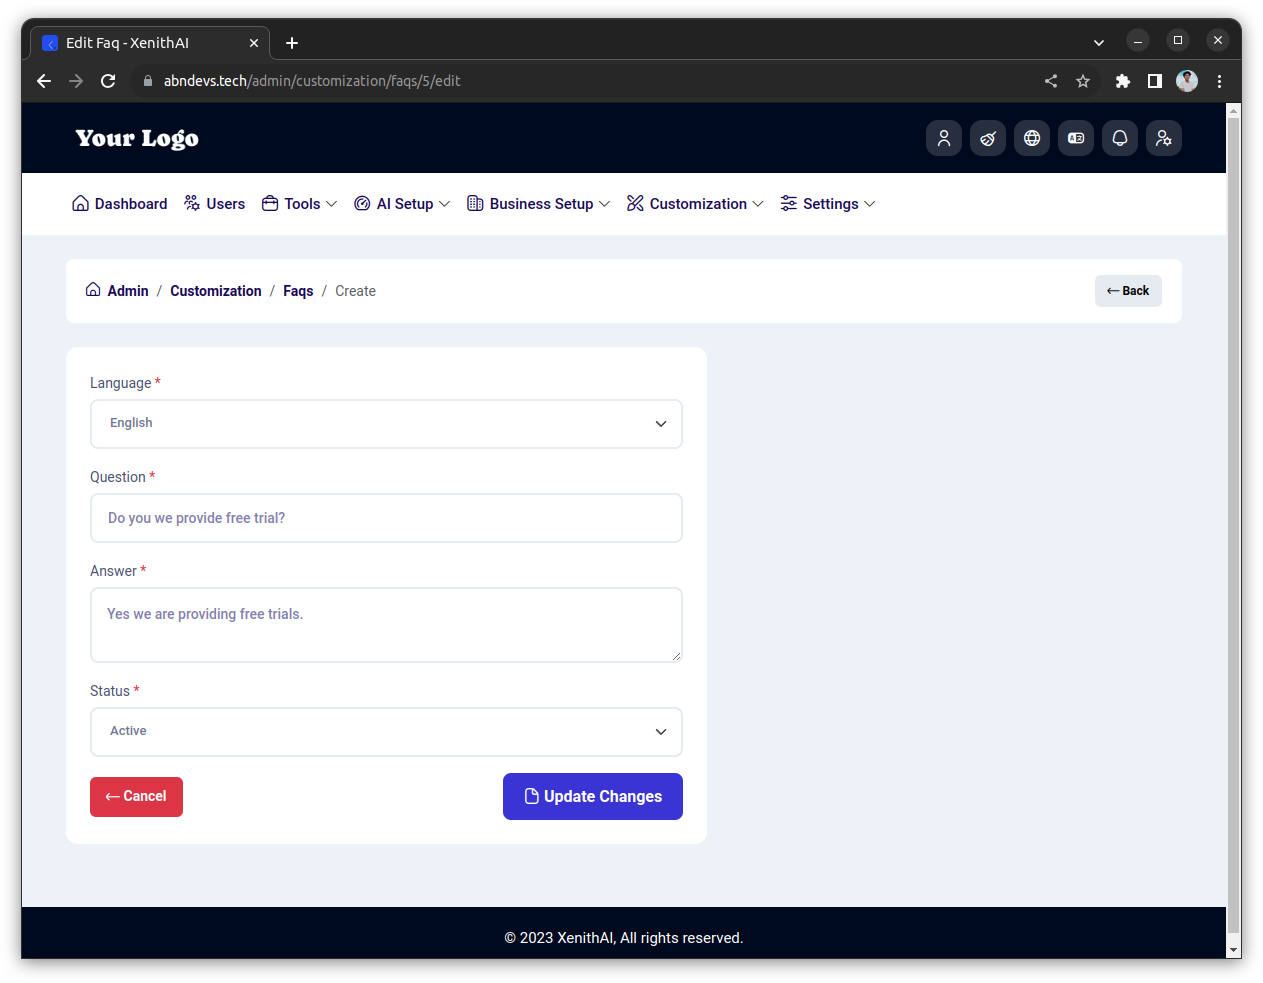 Edit Faq - XenithAI
abndevs.tech/admin/customization/faqs/5/edit
Your Logo
Dashboard Users Tools AI Setup Business Setup Customization Settings
Admin / Customization / Faqs / Create
Back
Language *
English
Question *
Do you we provide free trial?
Answer *
Yes we are providing free trials.
Status *
Active
Cancel
Update Changes
© 2023 XenithAI, All rights reserved.